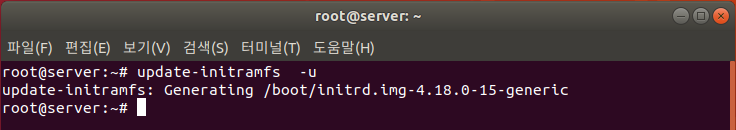 root@server: ~
파일(F) 편집(E) 보기(V) 검색(S) 터미널(T) 도움말(H)
root@server:~# update-initramfs  -u
update-initramfs: Generating /boot/initrd.img-4.18.0-15-generic
root@server:~#